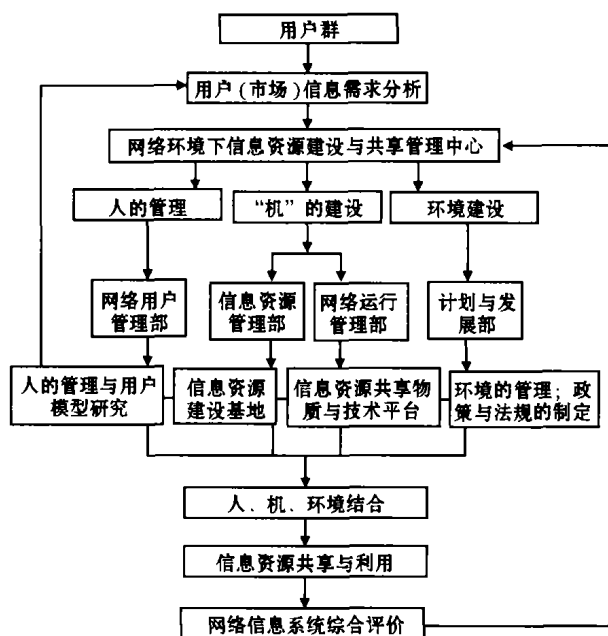 用户群
用户(市场)信息需求分析
网络环境下信息资源建设与共享管理中心
人的管理
“机”的建设
环境建设
网络用户
管理部
信息资源
管理部
网络运行
管理部
计划与发
展部
人的管理与用户
模型研究
信息资源
建设基地
信息资源共享物
质与技术平台
环境的管理；政
策与法规的制定
人、机、环境结合
信息资源共享与利用
网络信息系统综合评价